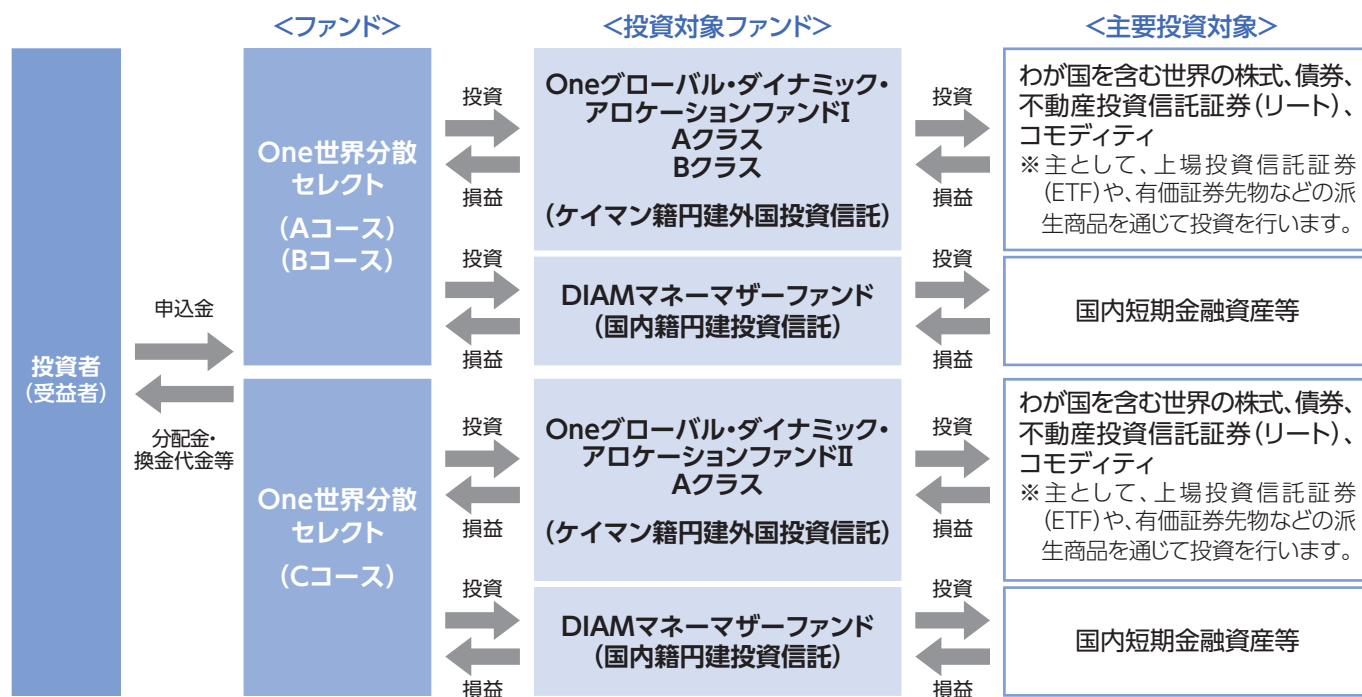 <ファンド>
<投資対象ファンド>
<主要投資対象>
投資者
(受益者)
申込金
分配金・
換金代金等
One世界分散
セレクト
(Aコース)
(Bコース)
投資
損益
Oneグローバル・ダイナミック・
アロケーションファンドⅠ
Aクラス
Bクラス
(ケイマン籍円建外国投資信託)
投資
損益
わが国を含む世界の株式、債券、
不動産投資信託証券(リート)、
コモディティ
※主として、上場投資信託証券
(ETF)や、有価証券先物などの派
生商品を通じて投資を行います。
投資
損益
DIAMマネーマザーファンド
(国内籍円建投資信託)
投資
損益
国内短期金融資産等
One世界分散
セレクト
(Cコース)
投資
損益
Oneグローバル・ダイナミック・
アロケーションファンドⅡ
Aクラス
(ケイマン籍円建外国投資信託)
投資
損益
わが国を含む世界の株式、債券、
不動産投資信託証券(リート)、
コモディティ
※主として、上場投資信託証券
(ETF)や、有価証券先物などの派
生商品を通じて投資を行います。
投資
損益
DIAMマネーマザーファンド
(国内籍円建投資信託)
投資
損益
国内短期金融資産等